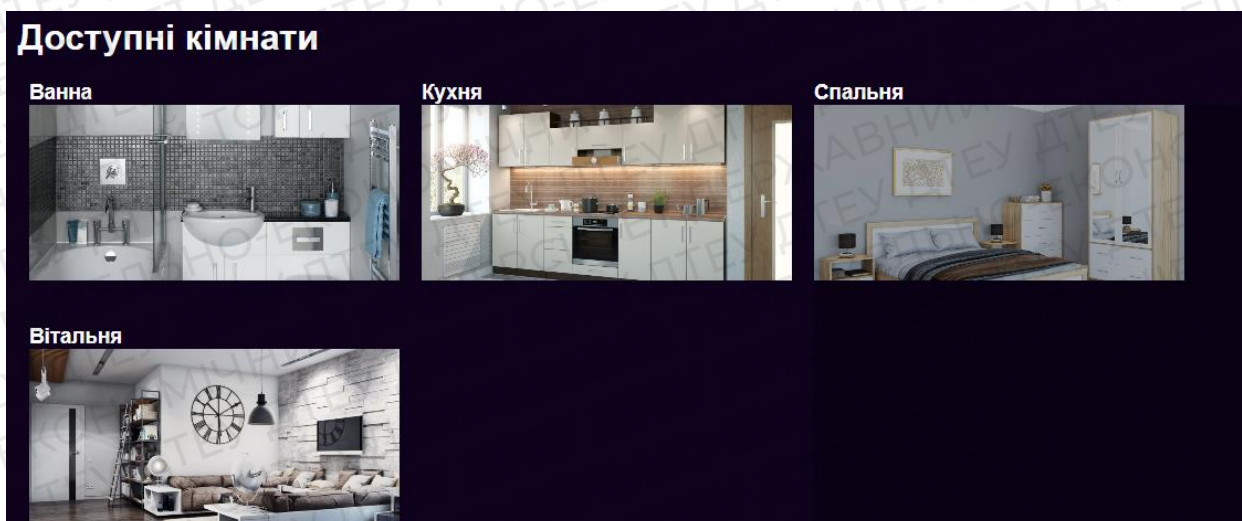 Доступні кімнати
Ванна
Кухня
Спальня
Вітальня